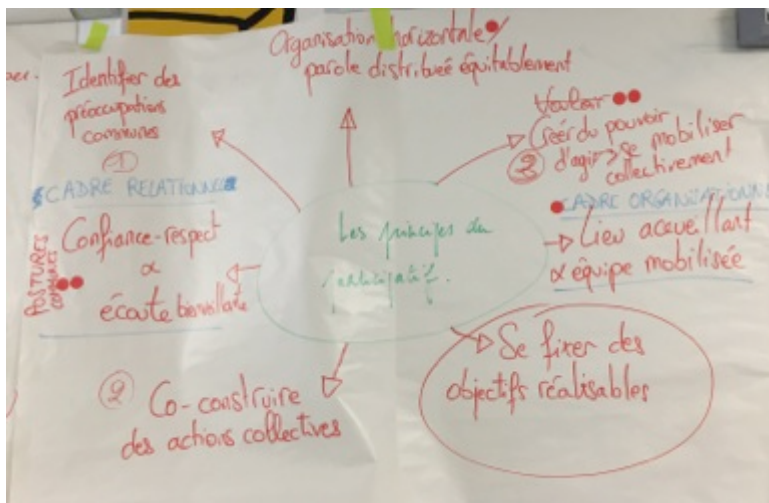 Organisation horizontale /
parole distribuée équitablement
Identifier des
préoccupations
communes
①
CADRE RELATIONNEL
POSTURES
Confiance-respect
∝
écoute bienveillante
② Co-construire
des actions collectives
Les principes du
participatif.
Vouloir
Créer du pouvoir
d'agir > se mobiliser
collectivement
③
CADRE ORGANISATIONN
Lieu accueillant
∝ équipe mobilisée
Se fixer des
objectifs réalisables